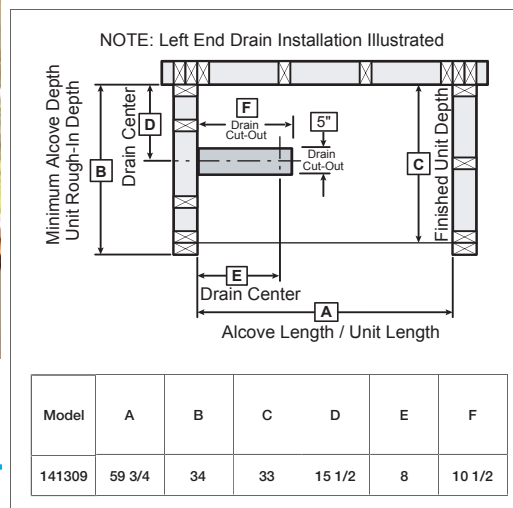 NOTE: Left End Drain Installation Illustrated
Minimum Alcove Depth
Unit Rough-In Depth
B
D
Drain Center
F
Drain
Cut-Out
5"
Drain
Cut-Out
C
Finished Unit Depth
E
Drain Center
A
Alcove Length / Unit Length
Model A B C D E F
141309 59 3/4 34 33 15 1/2 8 10 1/2